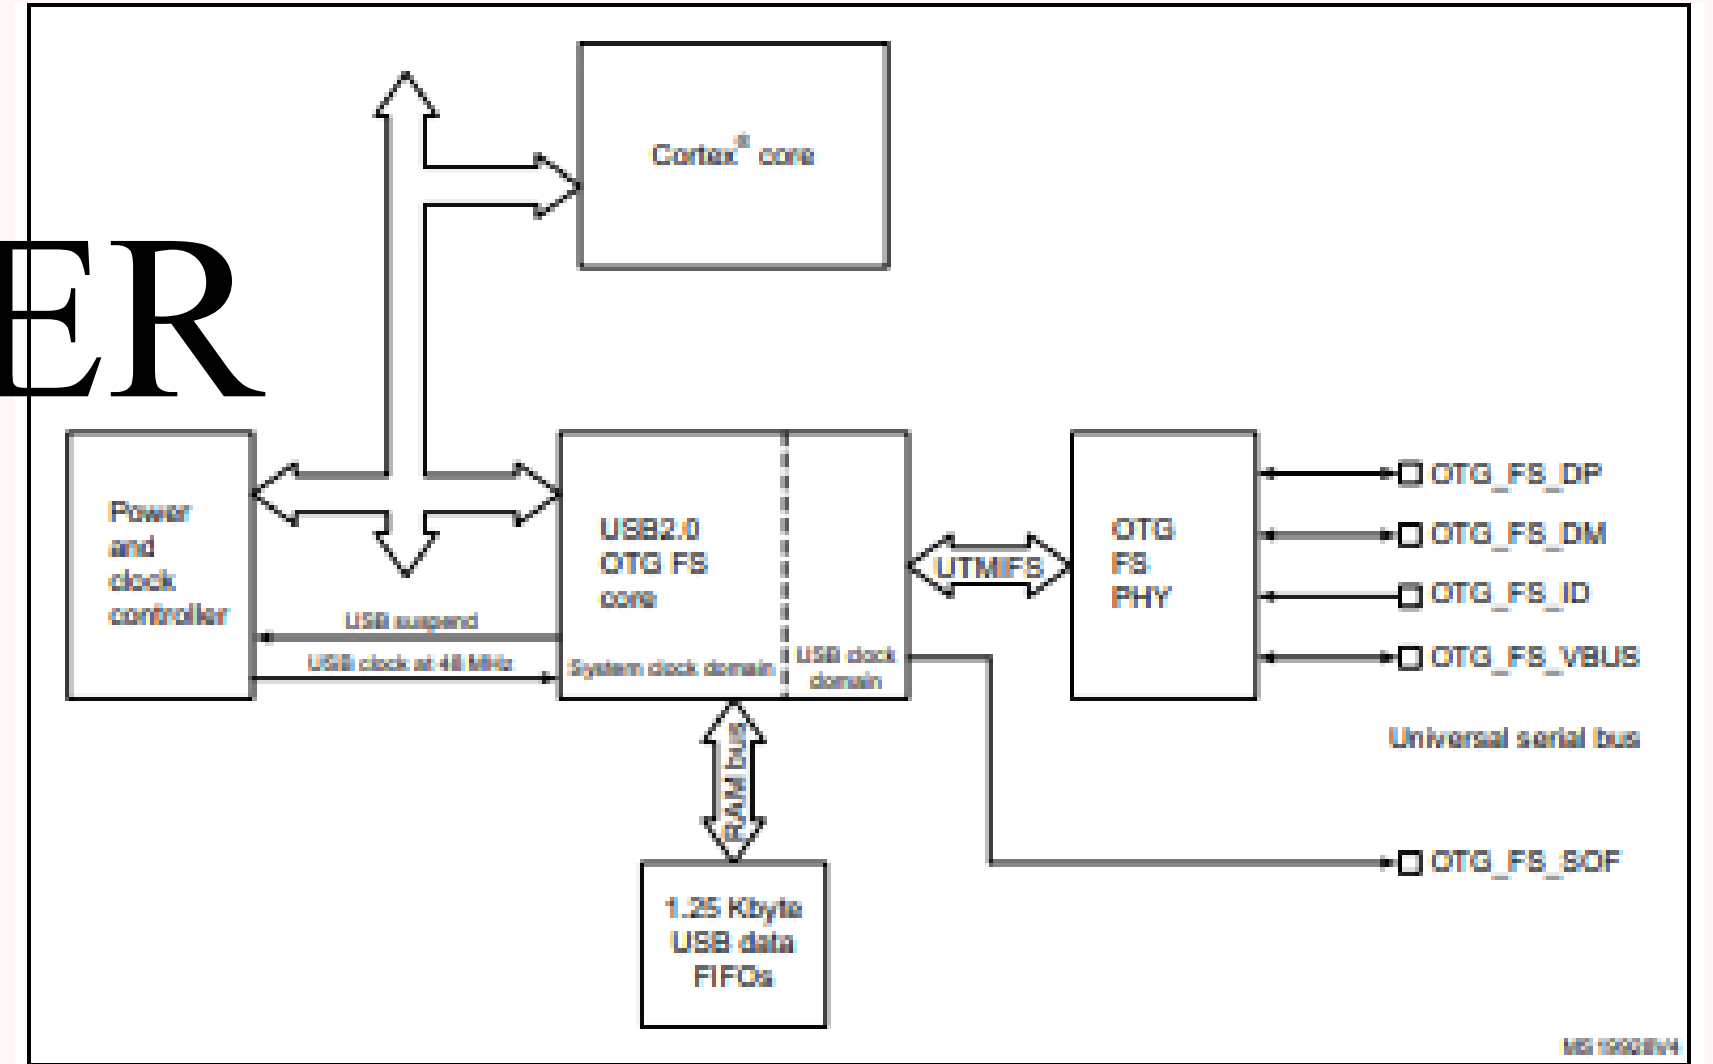 Cortex® core
ER
Power
and
clock
controller
USB2.0
OTG FS
core
UTMIFS
OTG
FS
PHY
OTG_FS_DP
OTG_FS_DM
OTG_FS_ID
OTG_FS_VBUS
USB suspend
USB clock at 48 MHz
System clock domain
USB clock
domain
Universal serial bus
RAM bus
OTG_FS_SOF
1.25 Kbyte
USB data
FIFOs